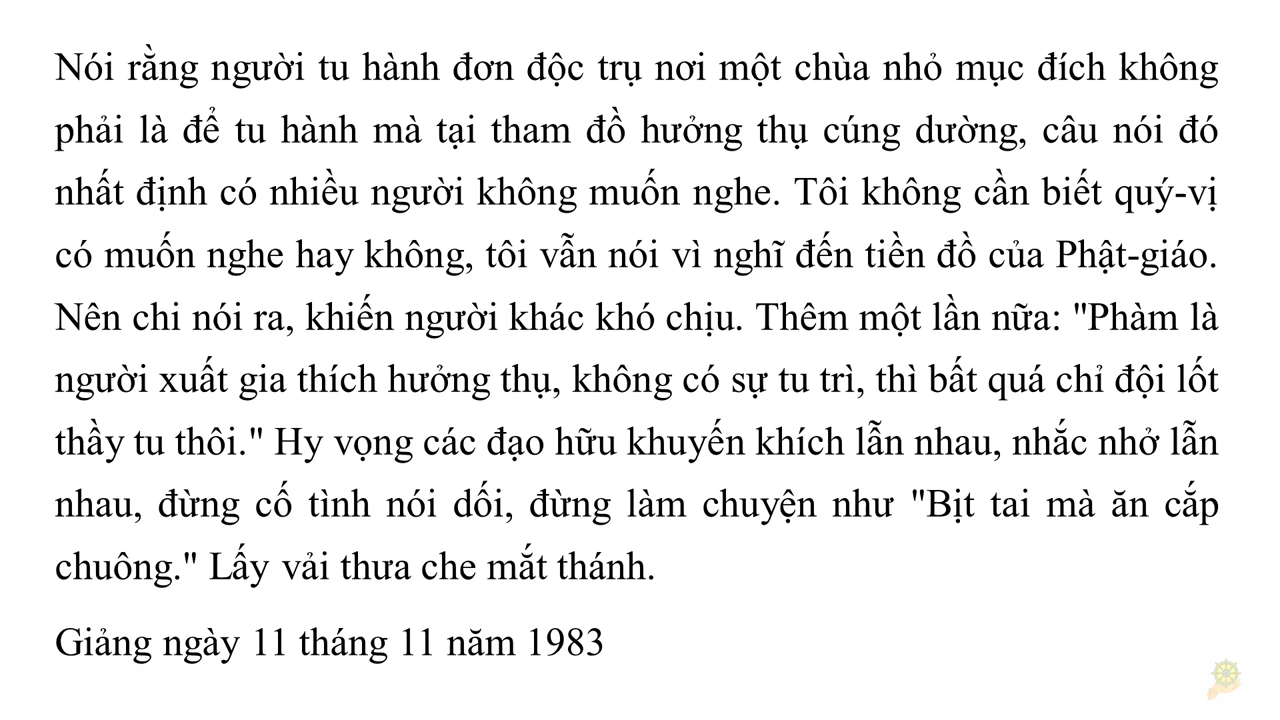 Nói rằng người tu hành đơn độc trụ nơi một chùa nhỏ mục đích không
phải là để tu hành mà tại tham đồ hưởng thụ cúng dường, câu nói đó
nhất định có nhiều người không muốn nghe. Tôi không cần biết quý-vị
có muốn nghe hay không, tôi vẫn nói vì nghĩ đến tiền đồ của Phật-giáo.
Nên chi nói ra, khiến người khác khó chịu. Thêm một lần nữa: "Phàm là
người xuất gia thích hưởng thụ, không có sự tu trì, thì bất quá chỉ đội lốt
thầy tu thôi." Hy vọng các đạo hữu khuyến khích lẫn nhau, nhắc nhở lẫn
nhau, đừng cố tình nói dối, đừng làm chuyện như "Bịt tai mà ăn cắp
chuông." Lấy vải thưa che mắt thánh.
Giảng ngày 11 tháng 11 năm 1983